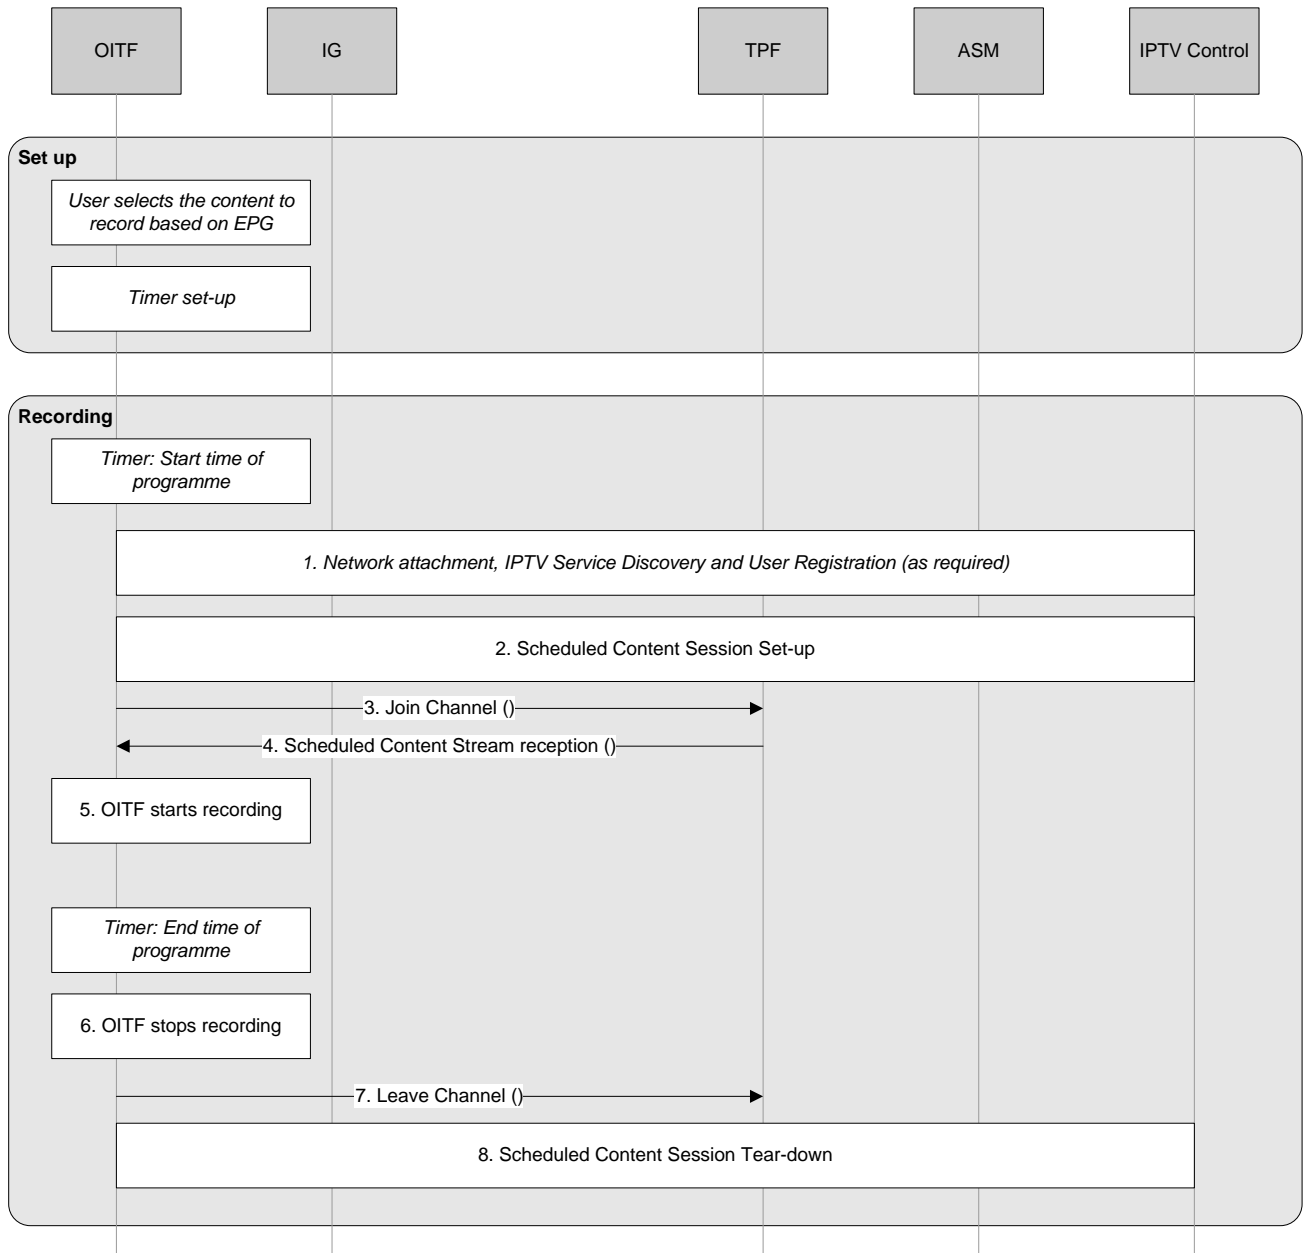 OITF
IG
TPF
ASM
IPTV Control
Set up
User selects the content to
record based on EPG
Timer set-up
Recording
Timer: Start time of
programme
1. Network attachment, IPTV Service Discovery and User Registration (as required)
2. Scheduled Content Session Set-up
3. Join Channel ()
4. Scheduled Content Stream reception ()
5. OITF starts recording
Timer: End time of
programme
6. OITF stops recording
7. Leave Channel ()
8. Scheduled Content Session Tear-down